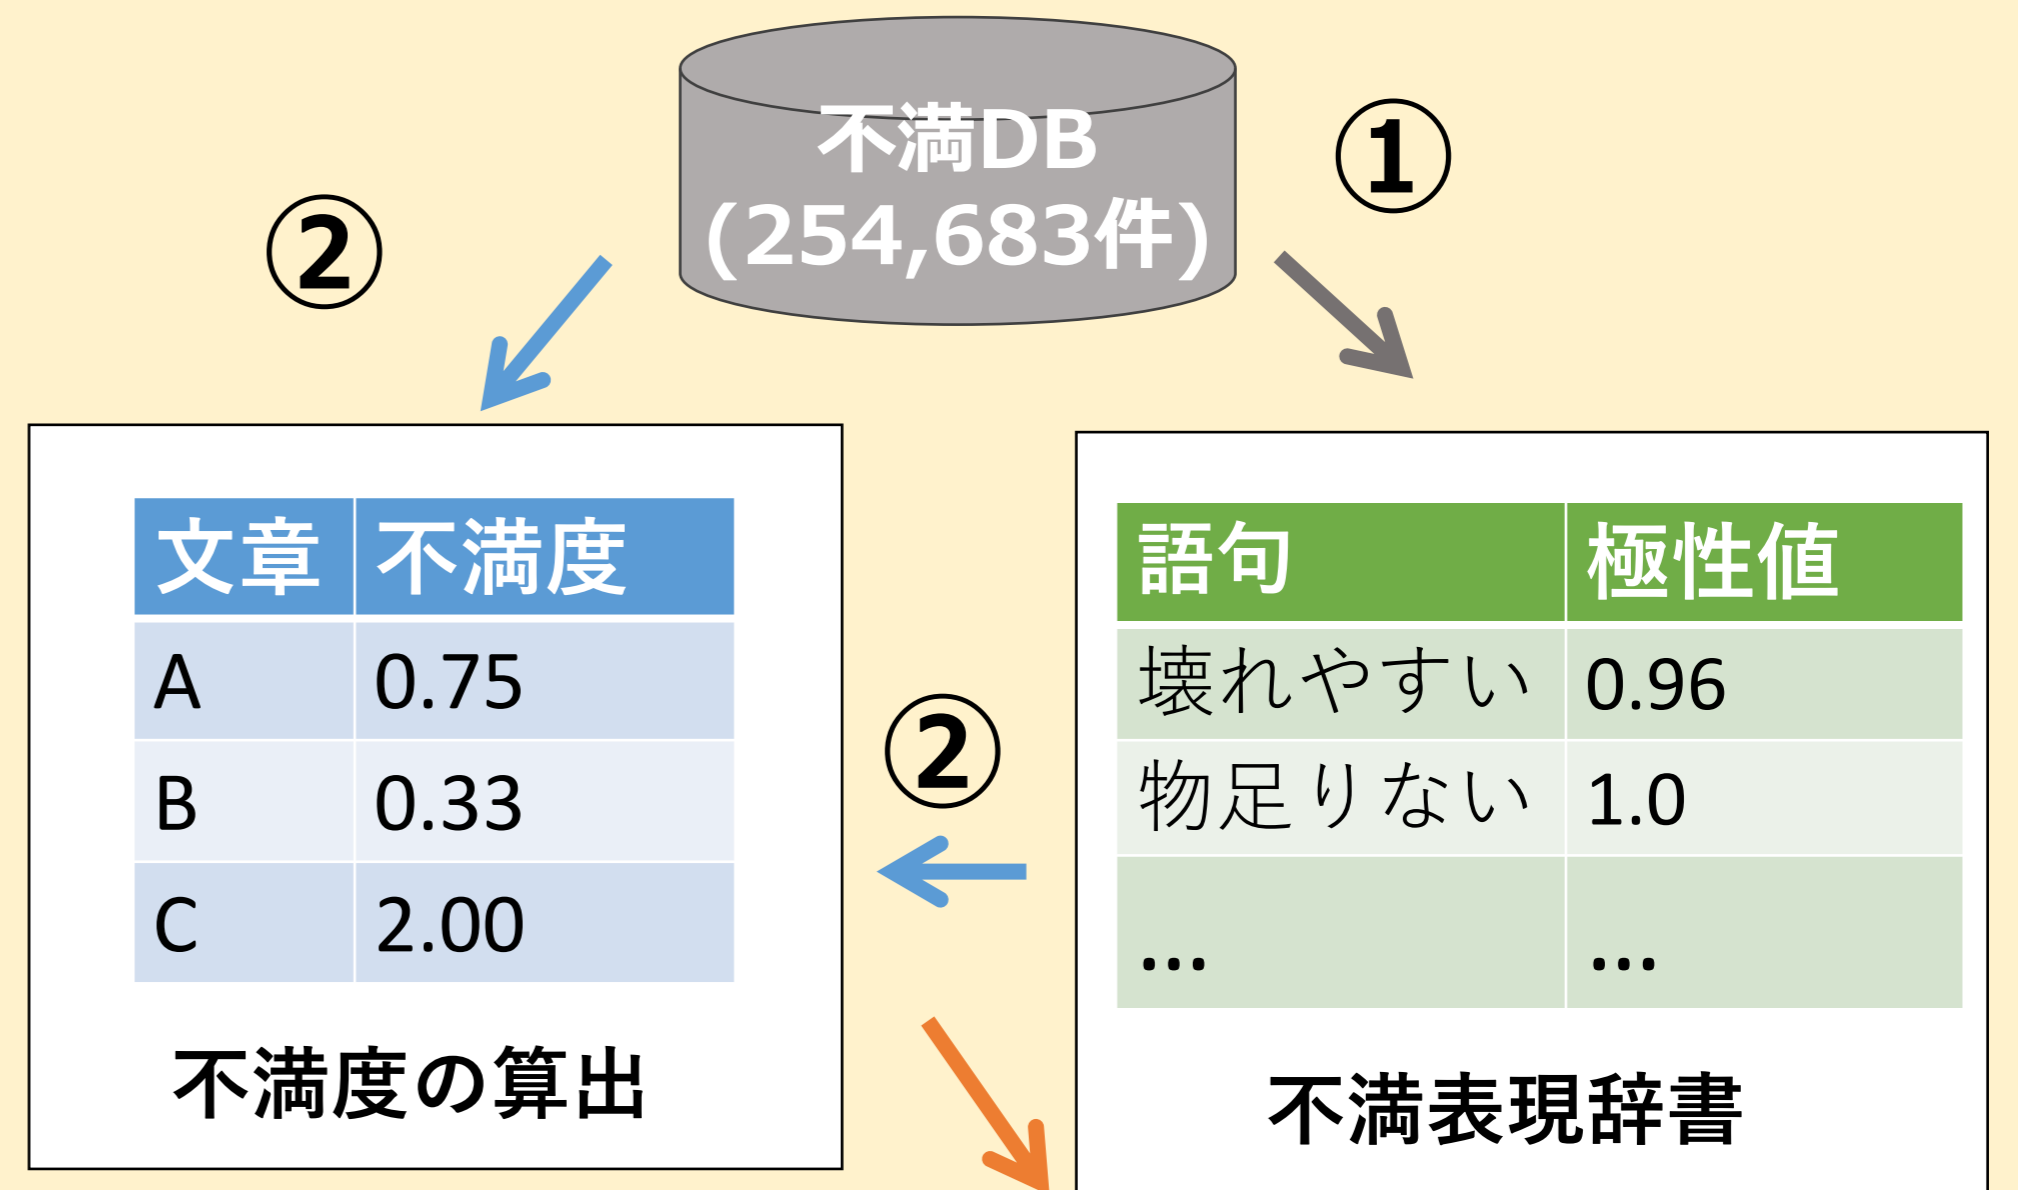 不満DB
(254,683件)
①
②
文章 不満度
A 0.75
B 0.33
C 2.00
不満度の算出
②
語句 極性値
壊れやすい 0.96
物足りない 1.0
... ...
不満表現辞書